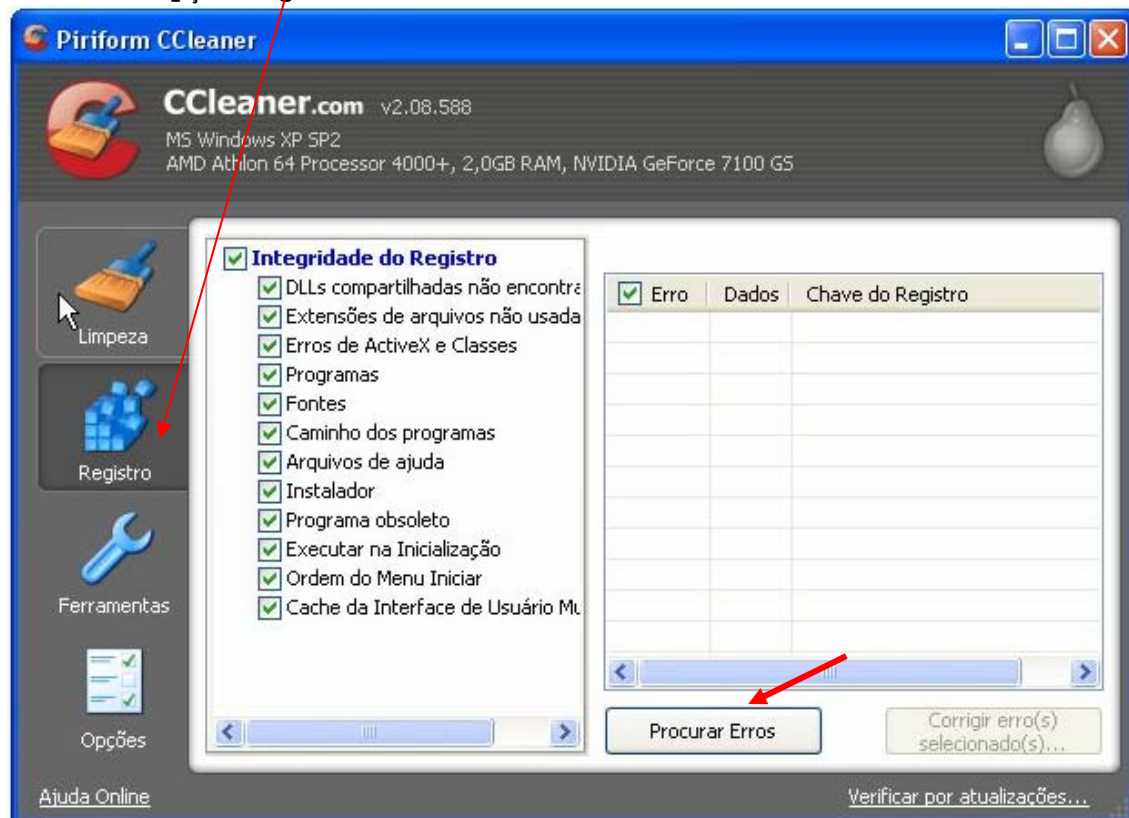 Piriform CCleaner
CCleaner.com v2.08.588
MS Windows XP SP2
AMD Athlon 64 Processor 4000+, 2,0GB RAM, NVIDIA GeForce 7100 GS
Limpeza
Registro
Ferramentas
Opções
Integridade do Registro
DLLs compartilhadas não encontra
Extensões de arquivos não usada
Erros de ActiveX e Classes
Programas
Fontes
Caminho dos programas
Arquivos de ajuda
Instalador
Programa obsoleto
Executar na Inicialização
Ordem do Menu Iniciar
Cache da Interface de Usuário Mu
Erro Dados Chave do Registro
Procurar Erros
Corrigir erro(s)
selecionado(s)...
Ajuda Online
Verificar por atualizações...